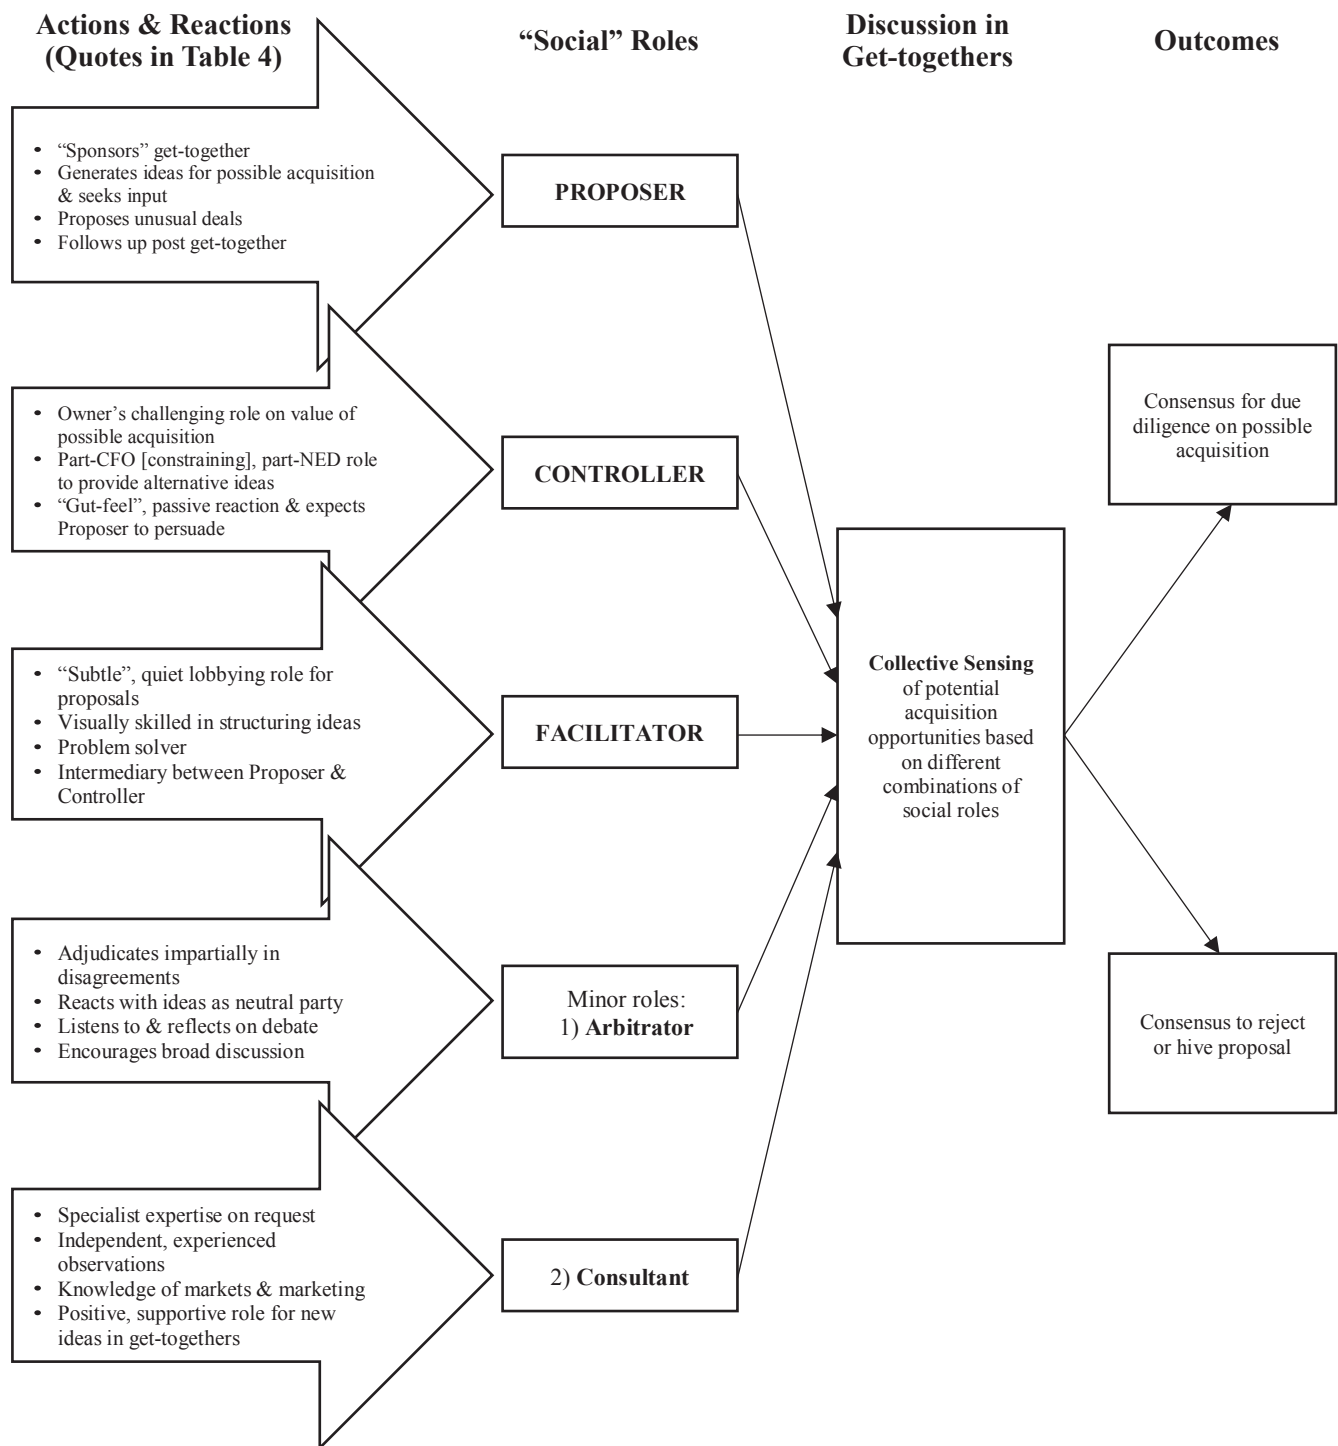 Actions & Reactions
(Quotes in Table 4)
“Social” Roles
Discussion in
Get-togethers
Outcomes
• “Sponsors” get-together
• Generates ideas for possible acquisition
& seeks input
• Proposes unusual deals
• Follows up post get-together
PROPOSER
• Owner’s challenging role on value of
possible acquisition
• Part-CFO [constraining], part-NED role
to provide alternative ideas
• “Gut-feel”, passive reaction & expects
Proposer to persuade
CONTROLLER
• “Subtle”, quiet lobbying role for
proposals
• Visually skilled in structuring ideas
• Problem solver
• Intermediary between Proposer &
Controller
FACILITATOR
• Adjudicates impartially in
disagreements
• Reacts with ideas as neutral party
• Listens to & reflects on debate
• Encourages broad discussion
Minor roles:
1) Arbitrator
• Specialist expertise on request
• Independent, experienced
observations
• Knowledge of markets & marketing
• Positive, supportive role for new
ideas in get-togethers
2) Consultant
Collective Sensing
of potential
acquisition
opportunities based
on different
combinations of
social roles
Consensus for due
diligence on possible
acquisition
Consensus to reject
or hive proposal